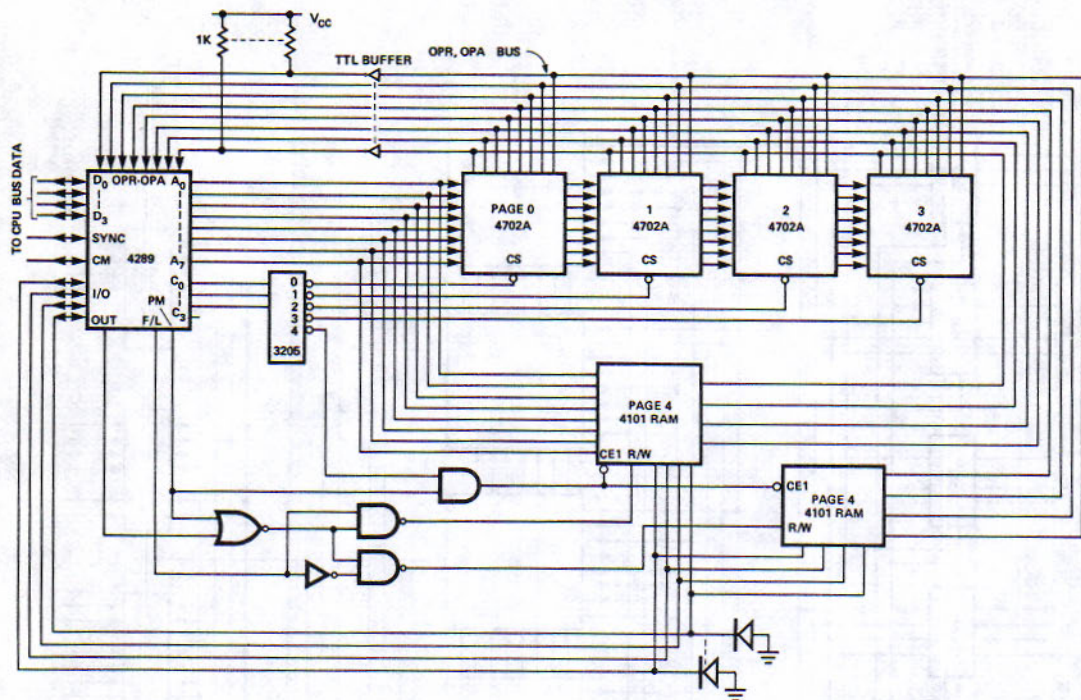 VCC
1K
TTL BUFFER
OPR, OPA BUS
TO CPU BUS DATA
D0 OPR-OPA A0
D3
SYNC
CM
4289
A7
I/O
C0
PM
C3
OUT
F/L
PAGE 0
4702A
CS
1
4702A
CS
2
4702A
CS
3
4702A
CS
0
1
2
3
4
3205
PAGE 4
4101 RAM
CE1 R/W
CE1
PAGE 4
4101 RAM
R/W